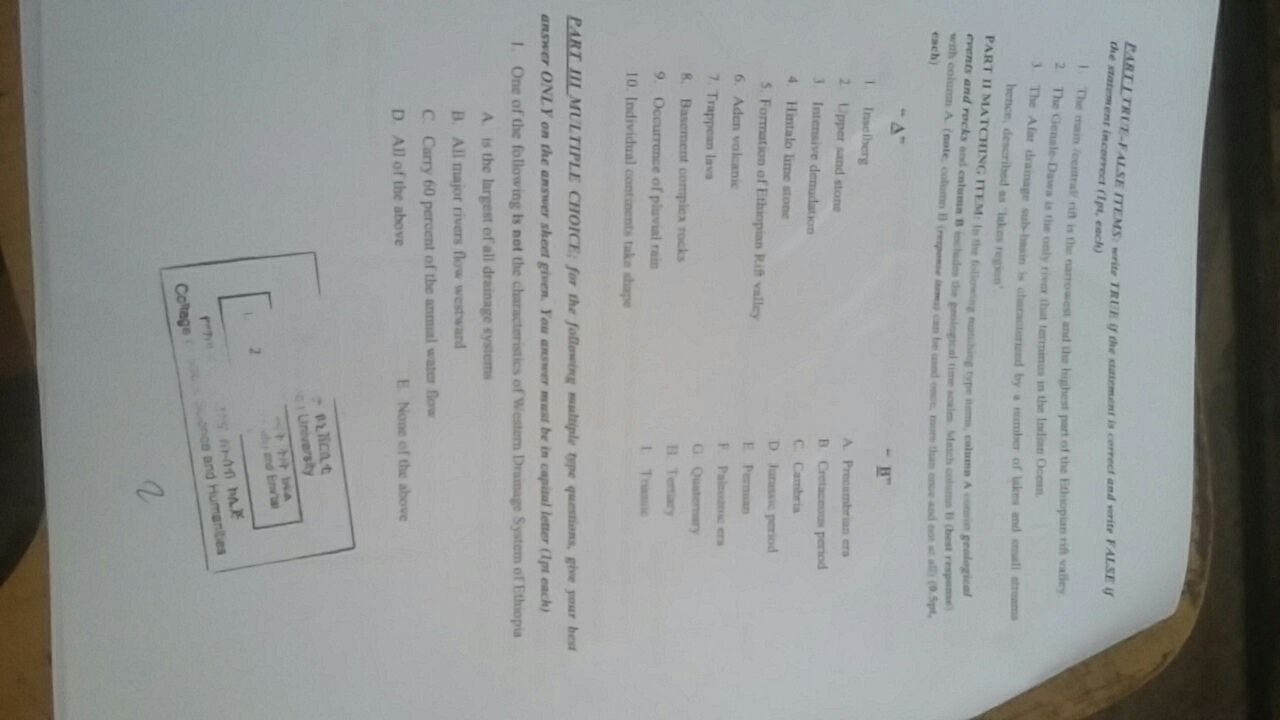 PART I TRUE-FALSE ITEMS: write TRUE if the statement is correct and write FALSE if
the statement incorrect (1pt, each)
1. The main /central/ rift is the narrowest and the highest part of the Ethiopian rift valley
2. The Genale-Dawa is the only river that terminus in the Indian Ocean.
3. The Afar drainage sub-basin is characterized by a number of lakes and small streams
hence, described as 'lakes region'
PART II MATCHING ITEM: In the following matching type items, column A consist geological
events and rocks and column B includes the geological time scales. Match column B (best response)
with column A. (note, column B (response items) can be used once, more than once and not at all) (0.5pt,
each)
"A"
"B"
1. Inselberg
A. Precambrian era
2. Upper sand stone
B. Cretaceous period
3. Intensive denudation
C. Cambria
4. Hintalo lime stone
D. Jurassic period
5. Formation of Ethiopian Rift valley
E. Permian
6. Aden volcanic
F. Paleozoic era
7. Trappean lava
G. Quaternary
8. Basement complex rocks
H. Tertiary
9. Occurrence of pluvial rain
I. Triassic
10. Individual continents take shape
PART III MULTIPLE CHOICE: for the following multiple type questions, give your best
answer ONLY on the answer sheet given. You answer must be in capital letter (1pt each)
1. One of the following is not the characteristics of Western Drainage System of Ethiopia
A. is the largest of all drainage systems
B. All major rivers flow westward
C. Carry 60 percent of the annual water flow
D. All of the above
E. None of the above
University
2
College
and Humanities
2